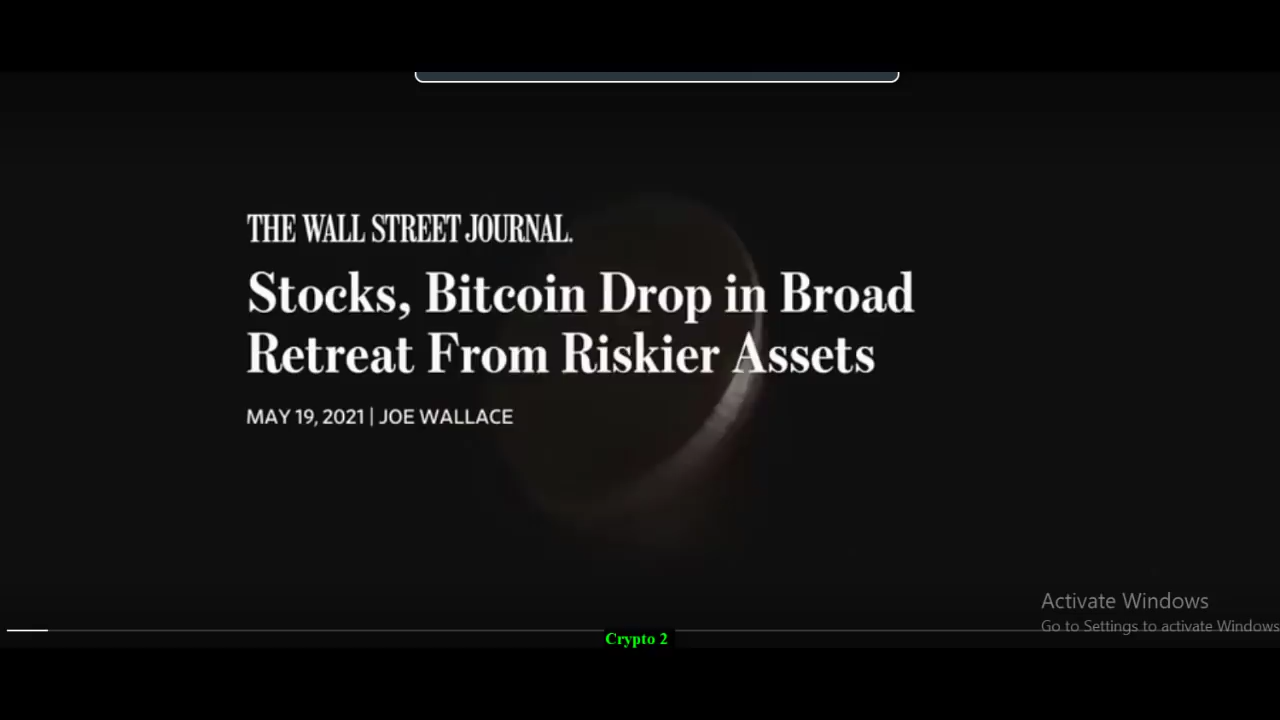 THE WALL STREET JOURNAL.
Stocks, Bitcoin Drop in Broad
Retreat From Riskier Assets
MAY 19, 2021 | JOE WALLACE
Activate Windows
Go to Settings to activate Windows
Crypto 2